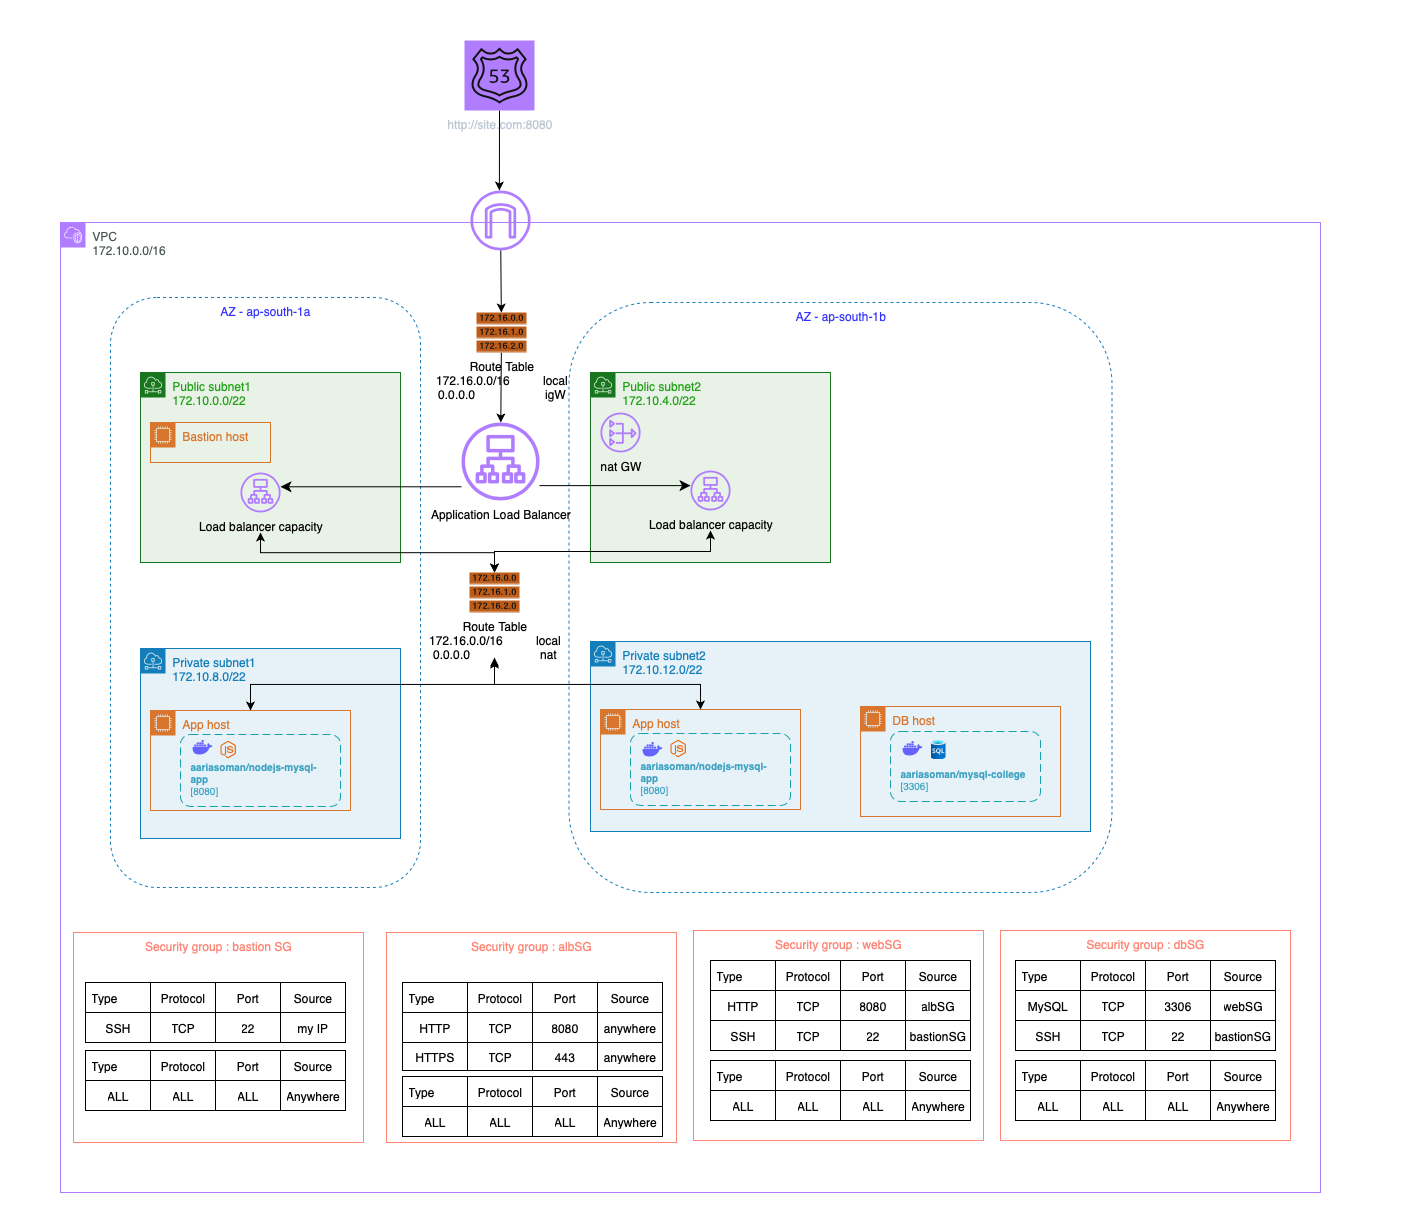 53
http://site.com:8080
VPC
172.10.0.0/16
AZ - ap-south-1a
AZ - ap-south-1b
172.16.0.0
172.16.1.0
172.16.2.0
Route Table
172.16.0.0/16 local
0.0.0.0 igW
Public subnet1
172.10.0.0/22
Bastion host
Load balancer capacity
Application Load Balancer
Public subnet2
172.10.4.0/22
nat GW
Load balancer capacity
172.16.0.0
172.16.1.0
172.16.2.0
Route Table
172.16.0.0/16 local
0.0.0.0 nat
Private subnet1
172.10.8.0/22
App host
JS
aariasoman/nodejs-mysql-
app
[8080]
Private subnet2
172.10.12.0/22
App host
JS
aariasoman/nodejs-mysql-
app
[8080]
DB host
SQL
aariasoman/mysql-college
[3306]
Security group : bastion SG
Type Protocol Port Source
SSH TCP 22 my IP
Type Protocol Port Source
ALL ALL ALL Anywhere
Security group : albSG
Type Protocol Port Source
HTTP TCP 8080 anywhere
HTTPS TCP 443 anywhere
Type Protocol Port Source
ALL ALL ALL Anywhere
Security group : webSG
Type Protocol Port Source
HTTP TCP 8080 albSG
SSH TCP 22 bastionSG
Type Protocol Port Source
ALL ALL ALL Anywhere
Security group : dbSG
Type Protocol Port Source
MySQL TCP 3306 webSG
SSH TCP 22 bastionSG
Type Protocol Port Source
ALL ALL ALL Anywhere